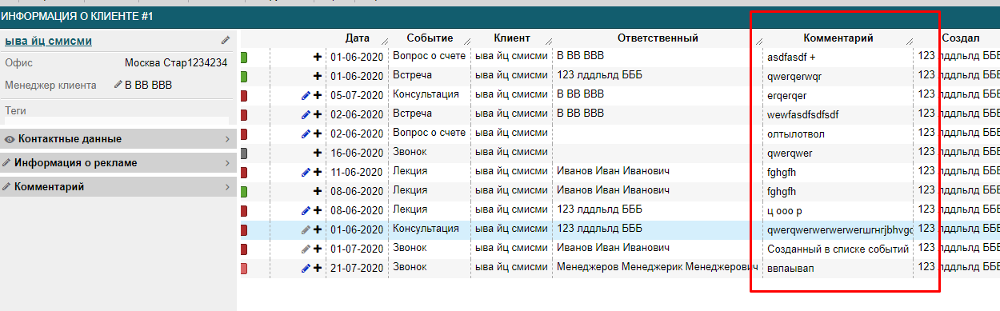 ИНФОРМАЦИЯ О КЛИЕНТЕ #1
ыва йц смисми
Офис Москва Стар1234234
Менеджер клиента В ВВ ВВВ
Теги
Контактные данные
Информация о рекламе
Комментарий
Дата Событие Клиент Ответственный Комментарий Создал
01-06-2020 Вопрос о счете ыва йц смисми В ВВ ВВВ asdfasdf + 123 лддльлд БББ
01-06-2020 Встреча ыва йц смисми 123 лддльлд БББ qwerqerwqr 123 лддльлд БББ
05-07-2020 Консультация ыва йц смисми В ВВ ВВВ erqerqer 123 лддльлд БББ
02-06-2020 Встреча ыва йц смисми В ВВ ВВВ wewfasdfsdfsdf 123 лддльлд БББ
02-06-2020 Вопрос о счете ыва йц смисми олтылотвол 123 лддльлд БББ
16-06-2020 Звонок ыва йц смисми qwerqwer 123 лддльлд БББ
11-06-2020 Лекция ыва йц смисми Иванов Иван Иванович fghgfh 123 лддльлд БББ
08-06-2020 Лекция ыва йц смисми Иванов Иван Иванович fghgfh 123 лддльлд БББ
08-06-2020 Лекция ыва йц смисми 123 лддльлд БББ ц ооо р 123 лддльлд БББ
01-06-2020 Консультация ыва йц смисми 123 лддльлд БББ 123 лддльлд БББ
01-07-2020 Звонок ыва йц смисми Иванов Иван Иванович Созданный в списке событий 123 лддльлд БББ
21-07-2020 Звонок ыва йц смисми Менеджеров Менеджерик Менеджерович ввпаывап 123 лддльлд БББ